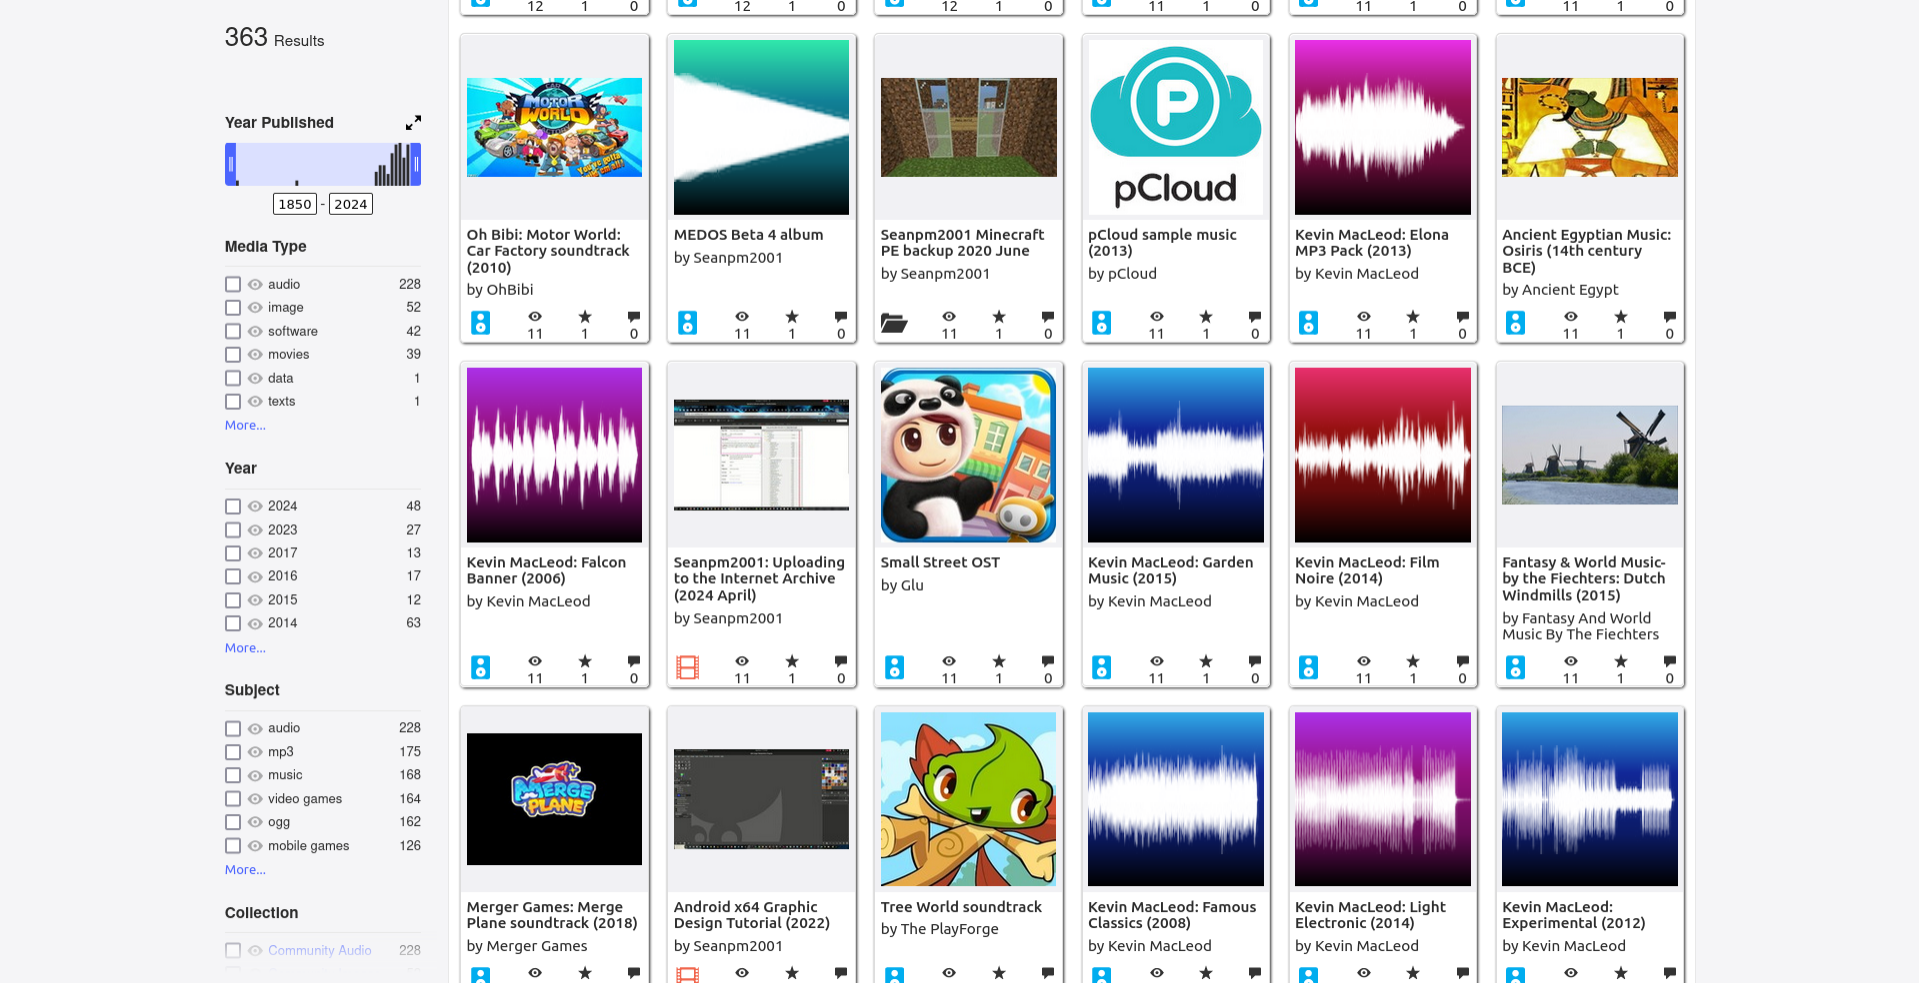 363 Results
Year Published
1850 - 2024
Media Type
audio 228
image 52
software 42
movies 39
data 1
texts 1
More...
Year
2024 48
2023 27
2017 13
2016 17
2015 12
2014 63
More...
Subject
audio 228
mp3 175
music 168
video games 164
ogg 162
mobile games 126
More...
Collection
Community Audio 228
12 1 0
12 1 0
12 1 0
11 1 0
11 1 0
11 1 0
MOTOR
WORLD
Oh Bibi: Motor World:
Car Factory soundtrack
(2010)
by OhBibi
11 1 0
MEDOS Beta 4 album
by Seanpm2001
11 1 0
Seanpm2001 Minecraft
PE backup 2020 June
by Seanpm2001
11 1 0
P
pCloud
pCloud sample music
(2013)
by pCloud
11 1 0
Kevin MacLeod: Elona
MP3 Pack (2013)
by Kevin MacLeod
11 1 0
Ancient Egyptian Music:
Osiris (14th century
BCE)
by Ancient Egypt
11 1 0
Kevin MacLeod: Falcon
Banner (2006)
by Kevin MacLeod
11 1 0
Seanpm2001: Uploading
to the Internet Archive
(2024 April)
by Seanpm2001
11 1 0
Small Street OST
by Glu
11 1 0
Kevin MacLeod: Garden
Music (2015)
by Kevin MacLeod
11 1 0
Kevin MacLeod: Film
Noire (2014)
by Kevin MacLeod
11 1 0
Fantasy & World Music-
by the Fiechters: Dutch
Windmills (2015)
by Fantasy And World
Music By The Fiechters
11 1 0
MERGE
PLANE
Merger Games: Merge
Plane soundtrack (2018)
by Merger Games
Android x64 Graphic
Design Tutorial (2022)
by Seanpm2001
Tree World soundtrack
by The PlayForge
Kevin MacLeod: Famous
Classics (2008)
by Kevin MacLeod
Kevin MacLeod: Light
Electronic (2014)
by Kevin MacLeod
Kevin MacLeod:
Experimental (2012)
by Kevin MacLeod